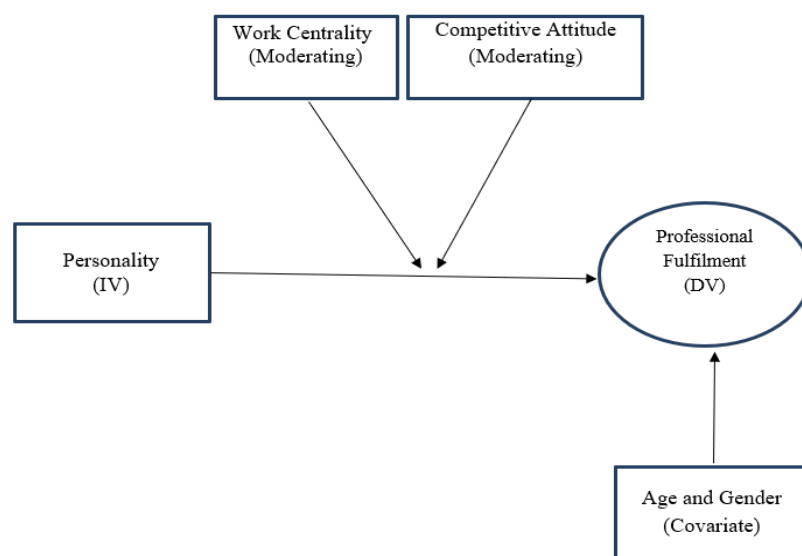 Work Centrality
(Moderating)
Competitive Attitude
(Moderating)
Personality
(IV)
Professional
Fulfilment
(DV)
Age and Gender
(Covariate)